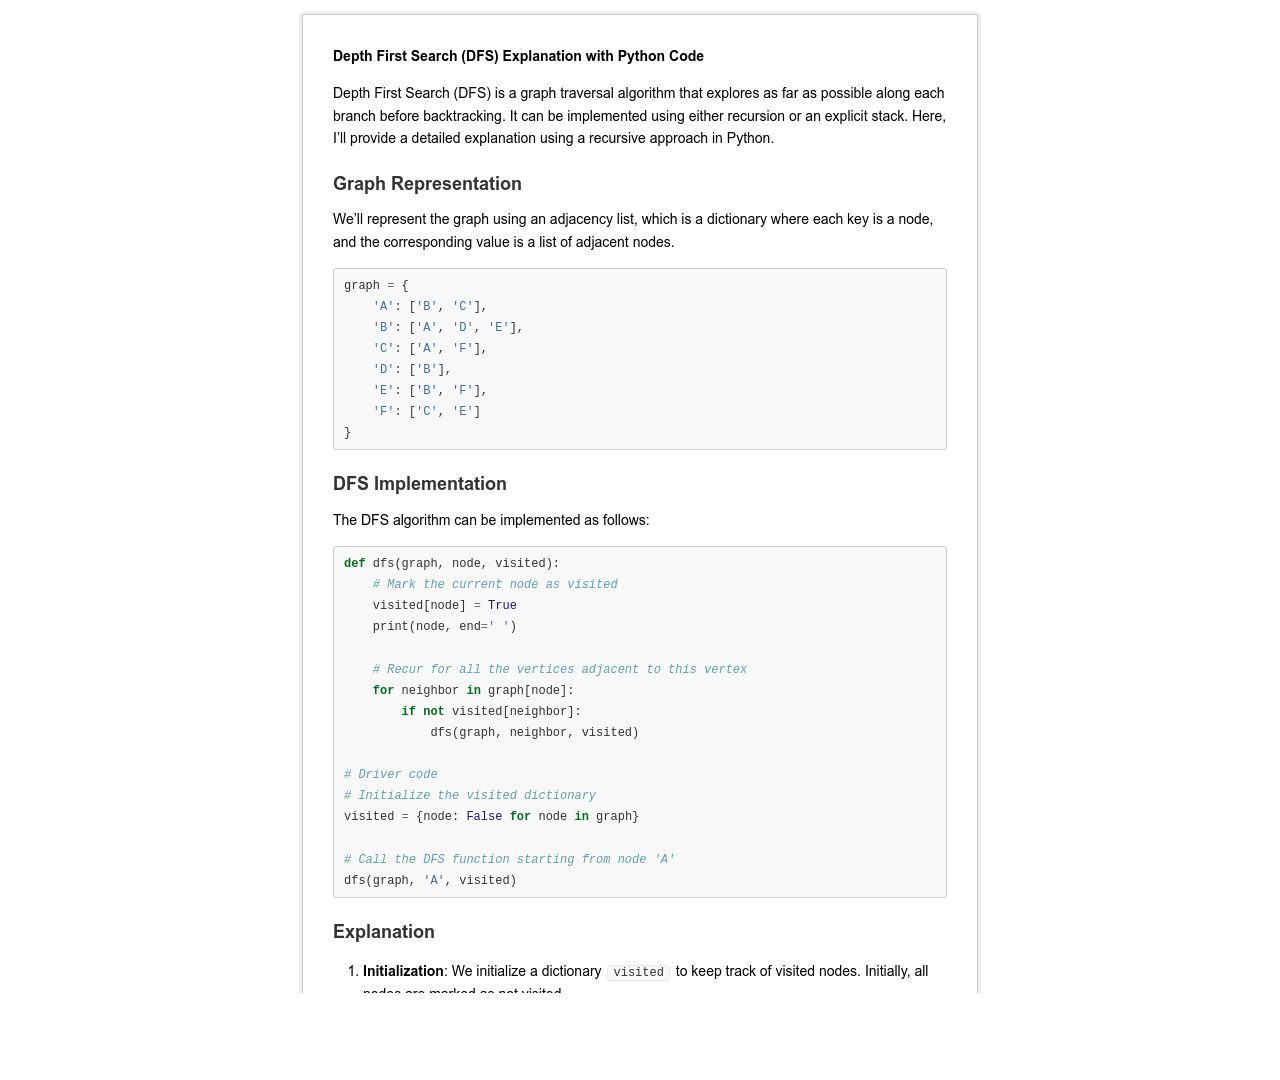 Depth First Search (DFS) Explanation with Python Code
Depth First Search (DFS) is a graph traversal algorithm that explores as far as possible along each
branch before backtracking. It can be implemented using either recursion or an explicit stack. Here,
I’ll provide a detailed explanation using a recursive approach in Python.
Graph Representation
We’ll represent the graph using an adjacency list, which is a dictionary where each key is a node,
and the corresponding value is a list of adjacent nodes.
graph = {
    'A': ['B', 'C'],
    'B': ['A', 'D', 'E'],
    'C': ['A', 'F'],
    'D': ['B'],
    'E': ['B', 'F'],
    'F': ['C', 'E']
}
DFS Implementation
The DFS algorithm can be implemented as follows:
def dfs(graph, node, visited):
    # Mark the current node as visited
    visited[node] = True
    print(node, end=' ')
    # Recur for all the vertices adjacent to this vertex
    for neighbor in graph[node]:
        if not visited[neighbor]:
            dfs(graph, neighbor, visited)
# Driver code
# Initialize the visited dictionary
visited = {node: False for node in graph}
# Call the DFS function starting from node 'A'
dfs(graph, 'A', visited)
Explanation
1. Initialization: We initialize a dictionary visited to keep track of visited nodes. Initially, all
nodes are marked as not visited.